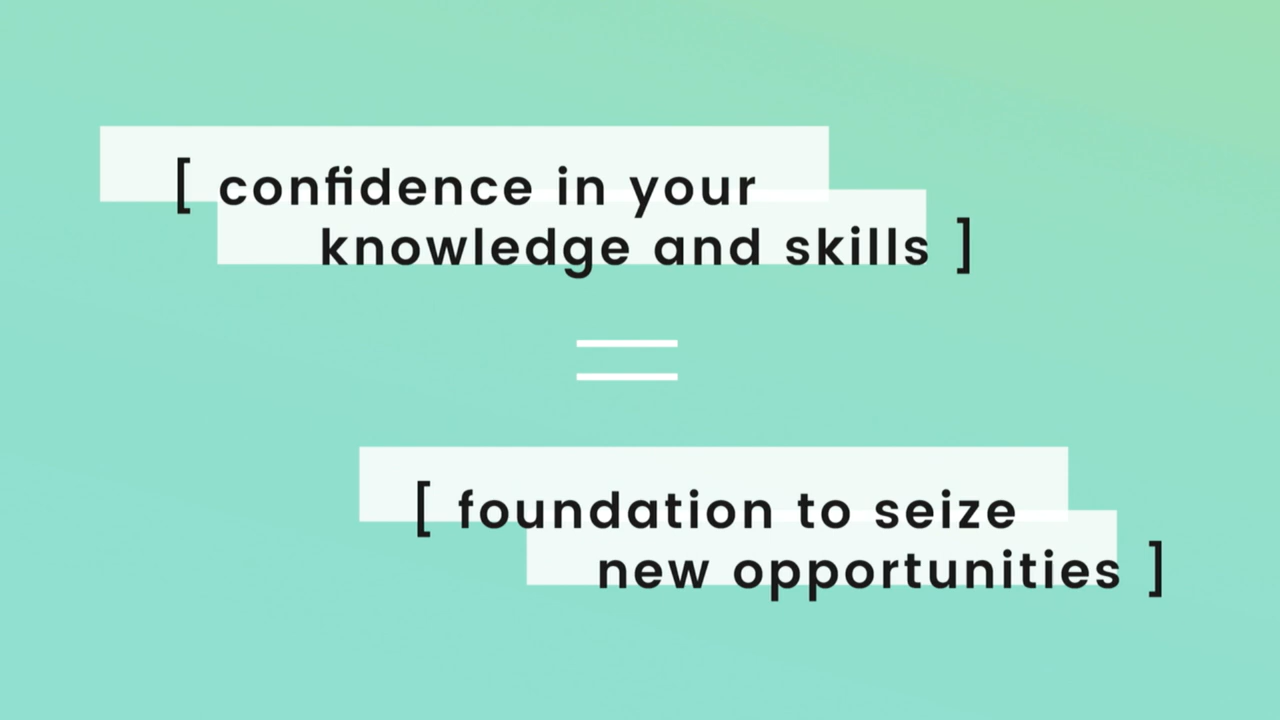 [ confidence in your
knowledge and skills ]
=
[ foundation to seize
new opportunities ]